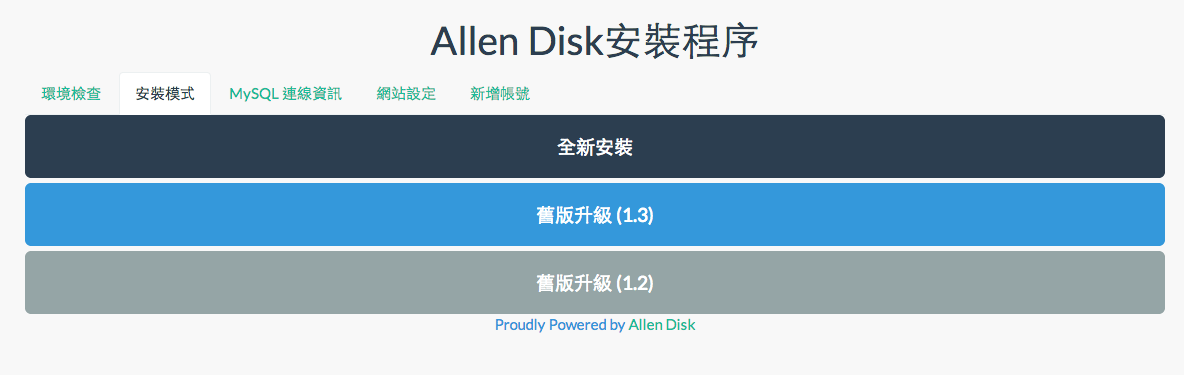 Allen Disk安裝程序
環境檢查 安裝模式 MySQL 連線資訊 網站設定 新增帳號
全新安裝
舊版升級 (1.3)
舊版升級 (1.2)
Proudly Powered by Allen Disk